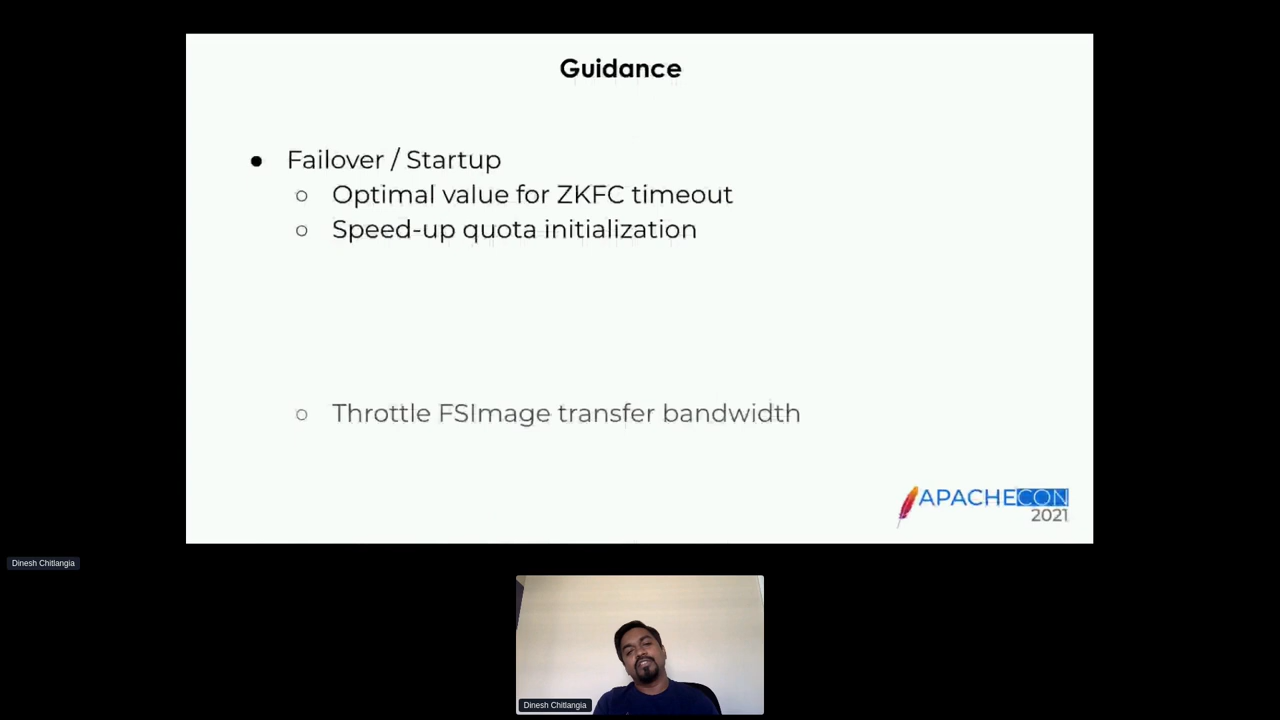 Guidance
● Failover / Startup
○ Optimal value for ZKFC timeout
○ Speed-up quota initialization
○ Throttle FSImage transfer bandwidth
APACHECON
2021
Dinesh Chitlangia
Dinesh Chitlangia